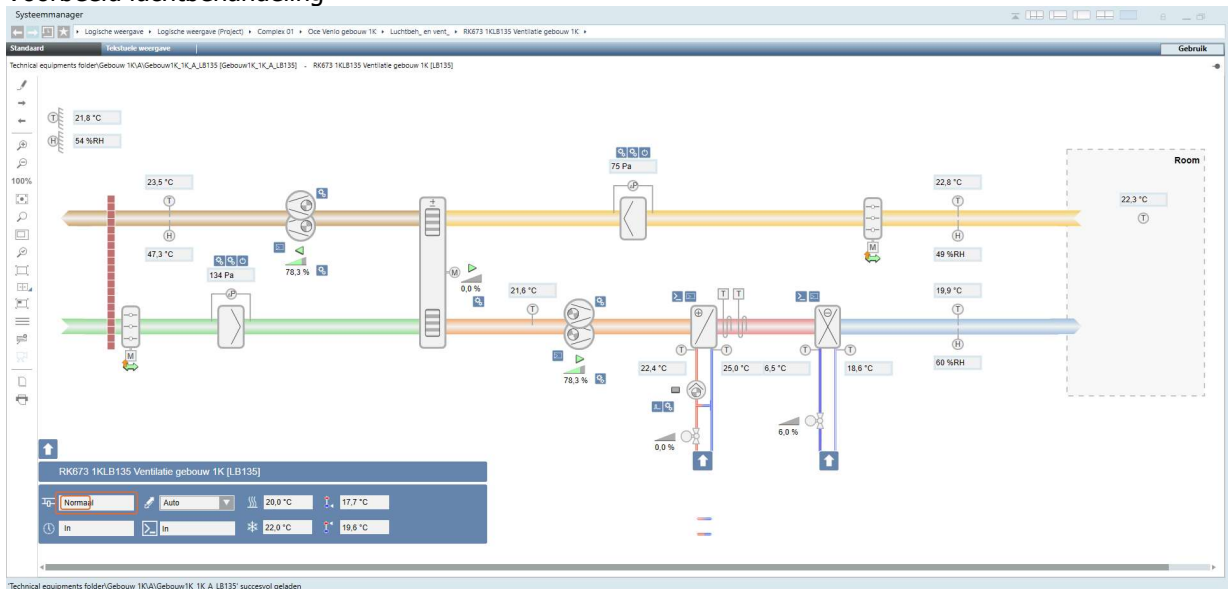 Voorbeeld luchtbehandeling
Systeemmanager
Logische weergave Logische weergave (Project) Complex 01 Oce Venlo gebouw 1K Luchtbeh_ en vent_ RK673 1KLB135 Ventilatie gebouw 1K
Standaard Tekstuele weergave Gebruik
Technical equipments folder\Gebouw 1K\A\Gebouw1K_1K_A_LB135 [Gebouw1K_1K_A_LB135] - RK673 1KLB135 Ventilatie gebouw 1K [LB135]
T 21,8 °C
H 54 %RH
100%
75 Pa
P
Room
23,5 °C
T
H
47,3 °C
22,8 °C
T
H
49 %RH
22,3 °C
T
M
78,3 %
134 Pa
P
M
M
0,0 %
21,6 °C
T
78,3 %
T T
19,9 °C
T
H
60 %RH
T T T T
22,4 °C 25,0 °C 6,5 °C 18,6 °C
0,0 %
6,0 %
RK673 1KLB135 Ventilatie gebouw 1K [LB135]
Normaal Auto 20,0 °C 17,7 °C
In In 22,0 °C 19,6 °C
'Technical equipments folder\Gebouw 1K\A\Gebouw1K_1K_A_LB135' succesvol geladen